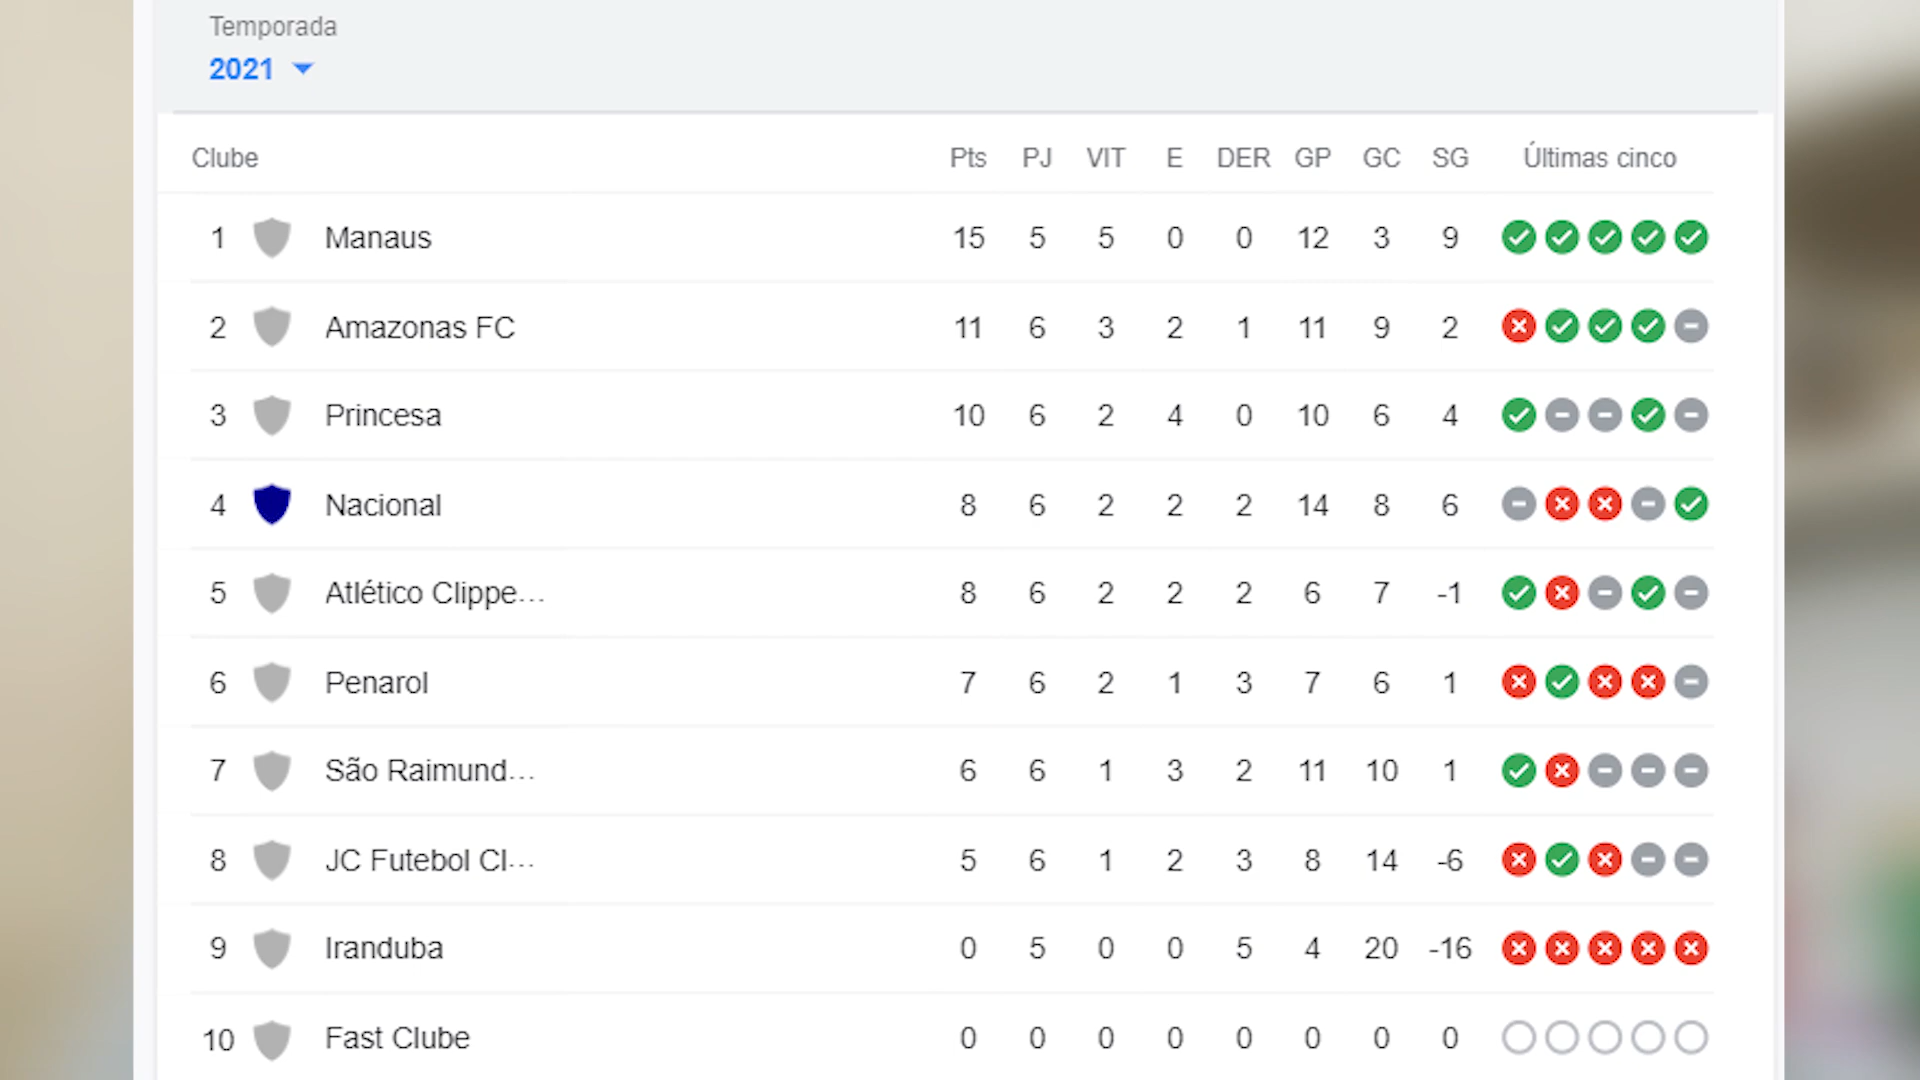 Temporada
2021
Clube Pts PJ VIT E DER GP GC SG Últimas cinco
1 Manaus 15 5 5 0 0 12 3 9
2 Amazonas FC 11 6 3 2 1 11 9 2
3 Princesa 10 6 2 4 0 10 6 4
4 Nacional 8 6 2 2 2 14 8 6
5 Atlético Clippe... 8 6 2 2 2 6 7 -1
6 Penarol 7 6 2 1 3 7 6 1
7 São Raimund... 6 6 1 3 2 11 10 1
8 JC Futebol Cl... 5 6 1 2 3 8 14 -6
9 Iranduba 0 5 0 0 5 4 20 -16
10 Fast Clube 0 0 0 0 0 0 0 0